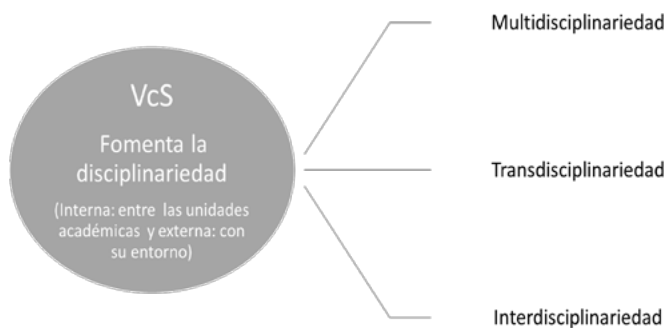 VcS
Fomenta la
disciplinariedad
(Interna: entre las unidades
académicas y externa: con
su entorno)
Multidisciplinariedad
Transdisciplinariedad
Interdisciplinariedad